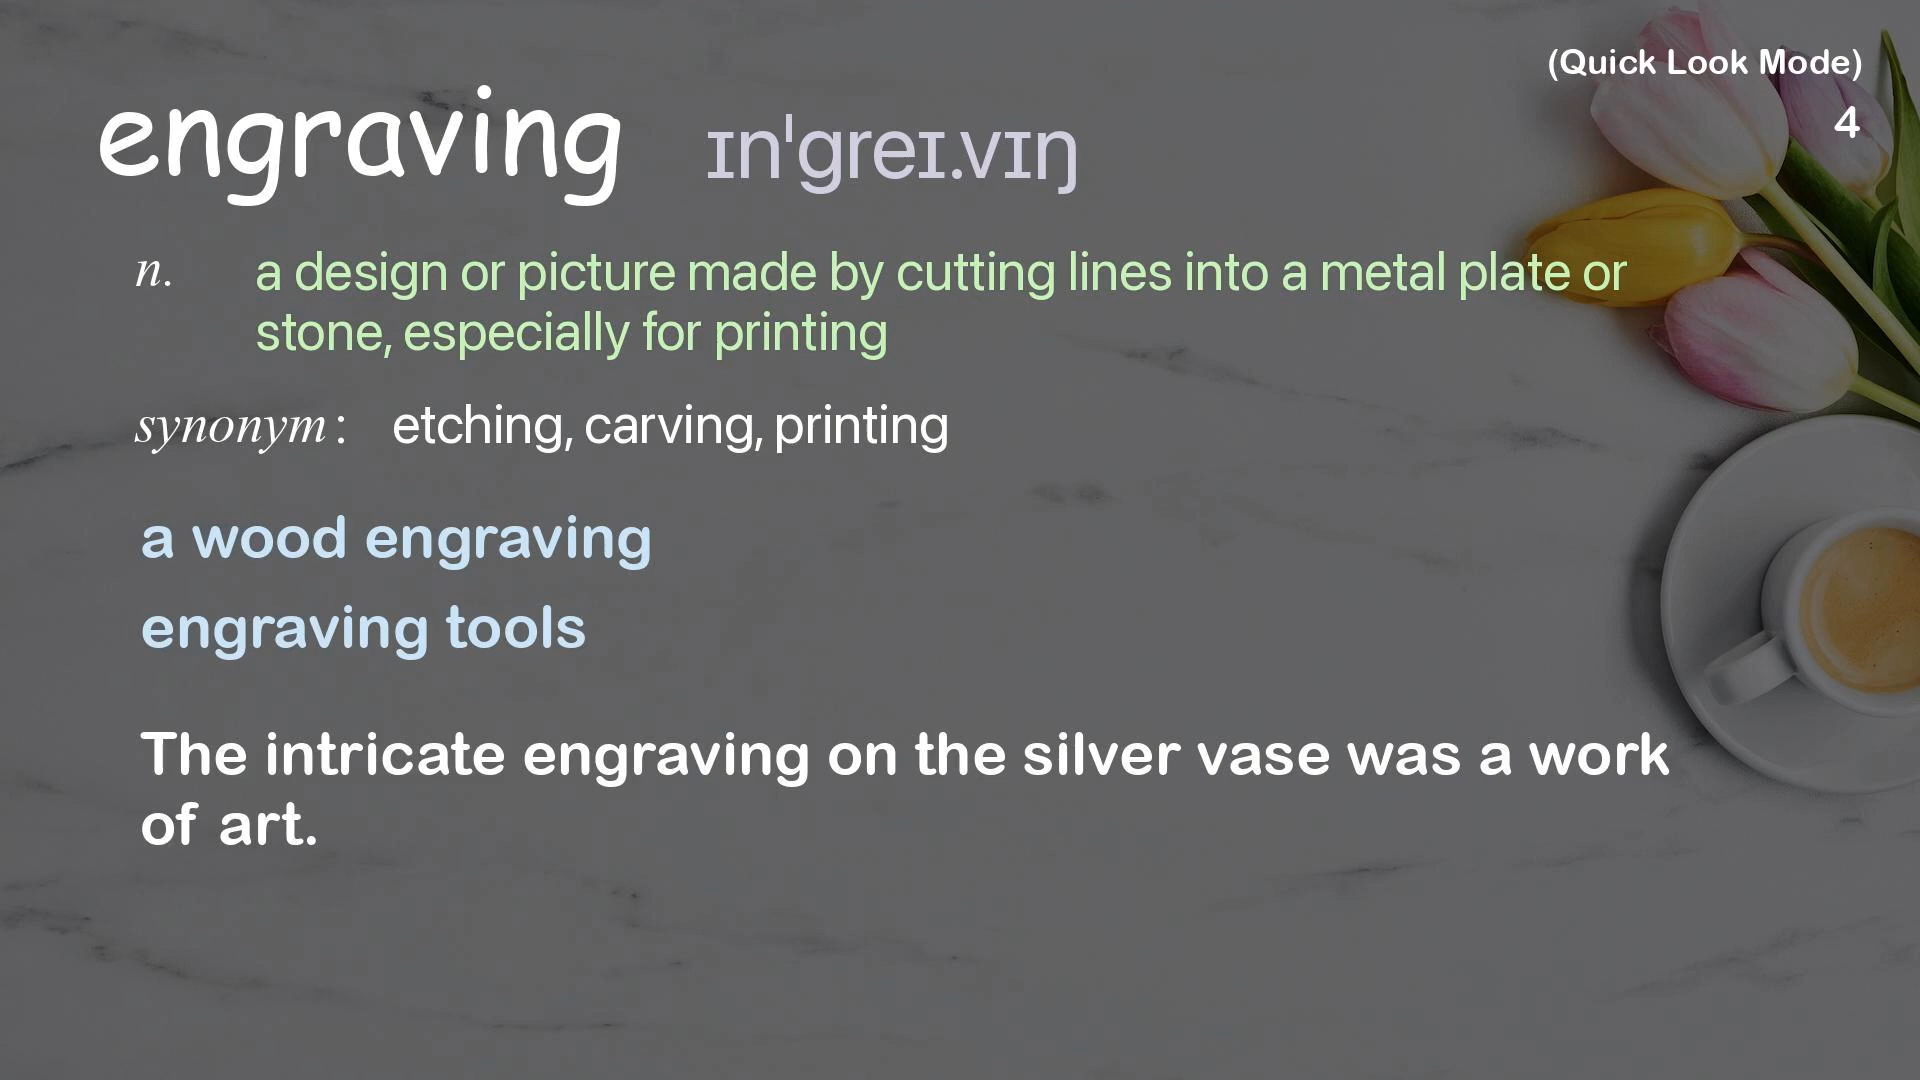 (Quick Look Mode)
4
engraving ɪnˈgreɪ.vɪŋ
n. a design or picture made by cutting lines into a metal plate or
stone, especially for printing
synonym: etching, carving, printing
a wood engraving
engraving tools
The intricate engraving on the silver vase was a work
of art.